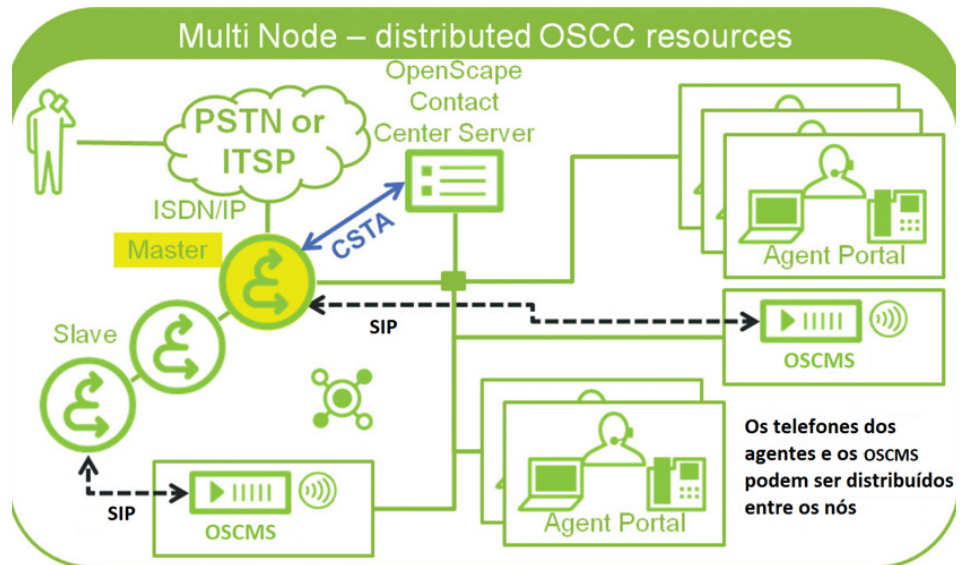 Multi Node – distributed OSCC resources
OpenScape
Contact
Center Server
PSTN or
ITSP
ISDN/IP
Master
CSTA
Agent Portal
SIP
Slave
OSCMS
Os telefones dos
agentes e os OSCMS
podem ser distribuídos
entre os nós
SIP
OSCMS
Agent Portal